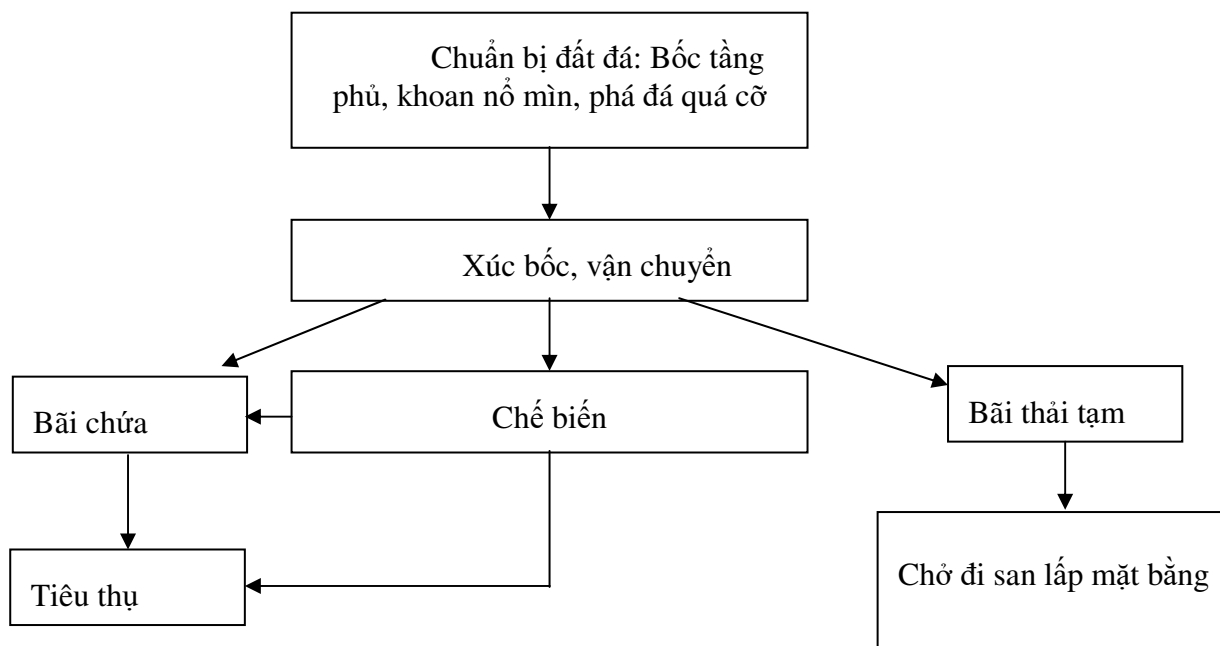 Chuẩn bị đất đá: Bốc tầng
phủ, khoan nổ mìn, phá đá quá cỡ
Xúc bốc, vận chuyển
Bãi chứa
Chế biến
Bãi thải tạm
Tiêu thụ
Chở đi san lấp mặt bằng